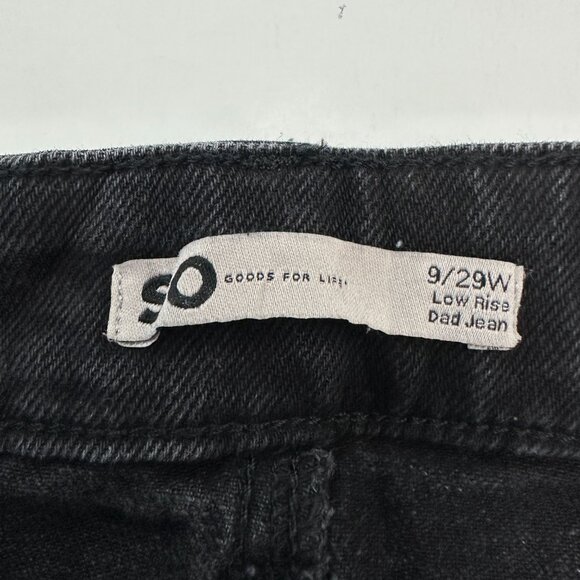 SO GOODS FOR LIFE.
9/29W
Low Rise
Dad Jean